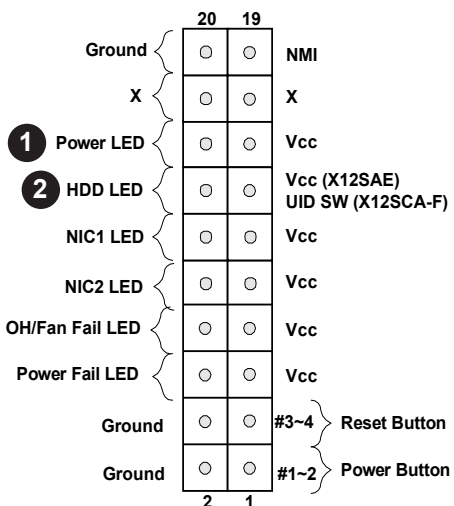 20 19
Ground NMI
X X
1 Power LED Vcc
2 HDD LED Vcc (X12SAE)
UID SW (X12SCA-F)
NIC1 LED Vcc
NIC2 LED Vcc
OH/Fan Fail LED Vcc
Power Fail LED Vcc
Ground #3~4 Reset Button
Ground #1~2 Power Button
2 1